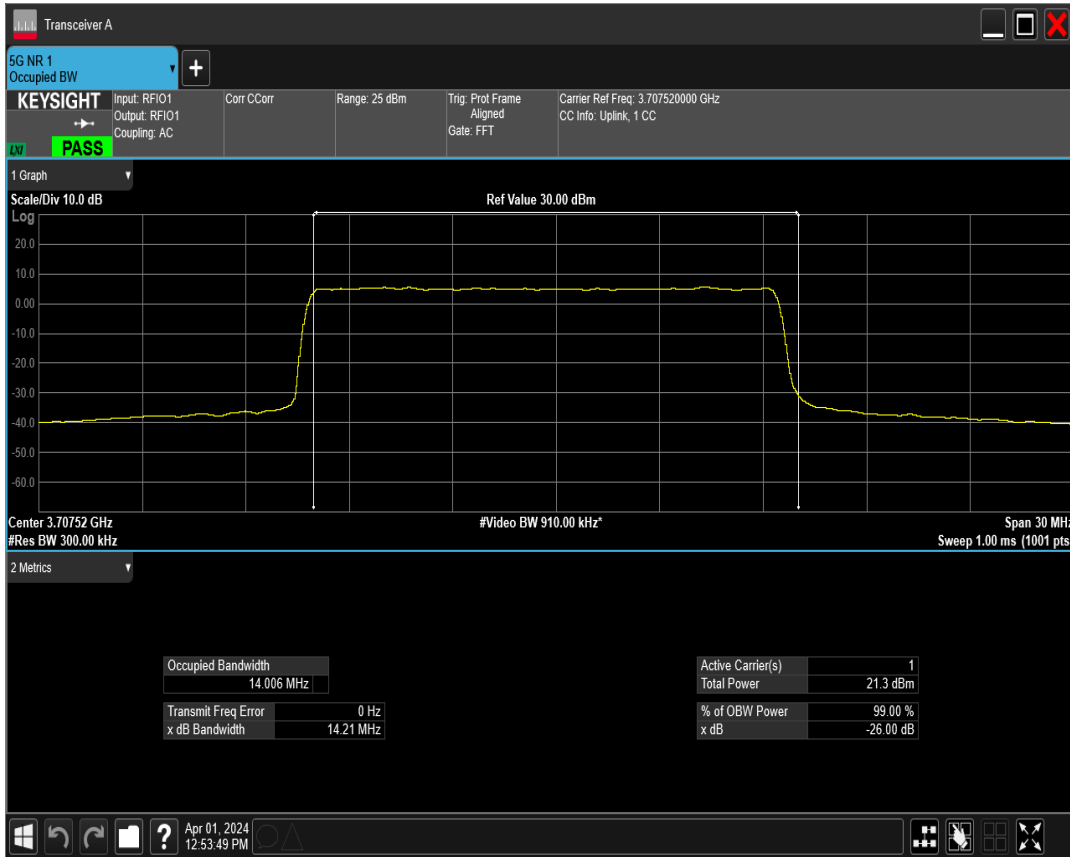 Transceiver A
5G NR 1
Occupied BW
+
KEYSIGHT
LXI
PASS
Input: RFIO1
Output: RFIO1
Coupling: AC
Corr CCorr
Range: 25 dBm
Trig: Prot Frame
Aligned
Gate: FFT
Carrier Ref Freq: 3.707520000 GHz
CC Info: Uplink, 1 CC
1 Graph
Scale/Div 10.0 dB
Ref Value 30.00 dBm
Log
20.0
10.0
0.00
-10.0
-20.0
-30.0
-40.0
-50.0
-60.0
Center 3.70752 GHz
#Video BW 910.00 kHz*
Span 30 MHz
#Res BW 300.00 kHz
Sweep 1.00 ms (1001 pts
2 Metrics
Occupied Bandwidth
14.006 MHz
Transmit Freq Error 0 Hz
x dB Bandwidth 14.21 MHz
Active Carrier(s) 1
Total Power 21.3 dBm
% of OBW Power 99.00 %
x dB -26.00 dB
?
Apr 01, 2024
12:53:49 PM